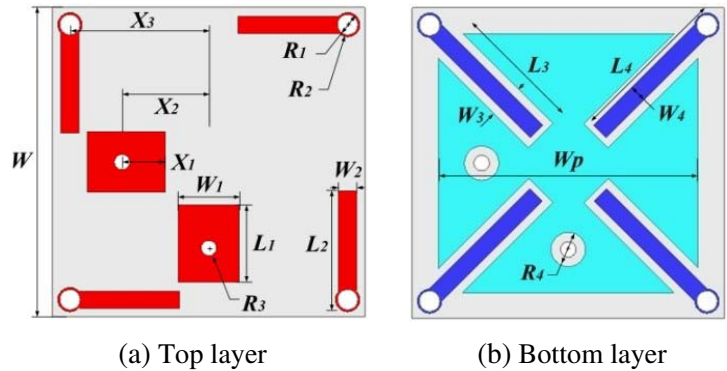 X3
R1
R2
X2
W
X1
W1
W2
L1
L2
R3
L3
L4
W3
W4
Wp
R4
(a) Top layer
(b) Bottom layer